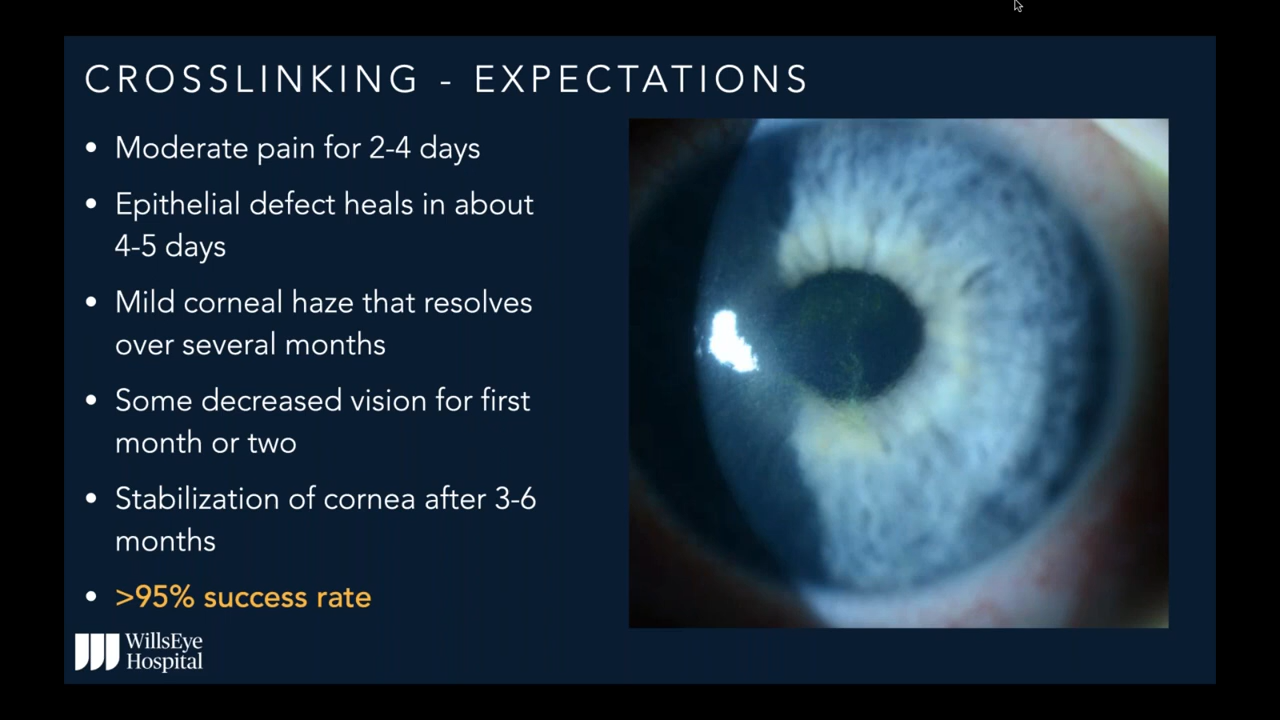 CROSSLINKING - EXPECTATIONS
• Moderate pain for 2-4 days
• Epithelial defect heals in about
4-5 days
• Mild corneal haze that resolves
over several months
• Some decreased vision for first
month or two
• Stabilization of cornea after 3-6
months
• >95% success rate
WillsEye
Hospital